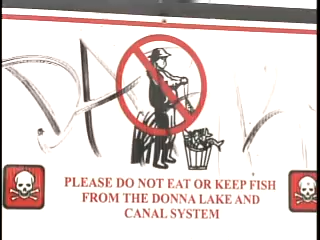 PLEASE DO NOT EAT OR KEEP FISH
FROM THE DONNA LAKE AND
CANAL SYSTEM